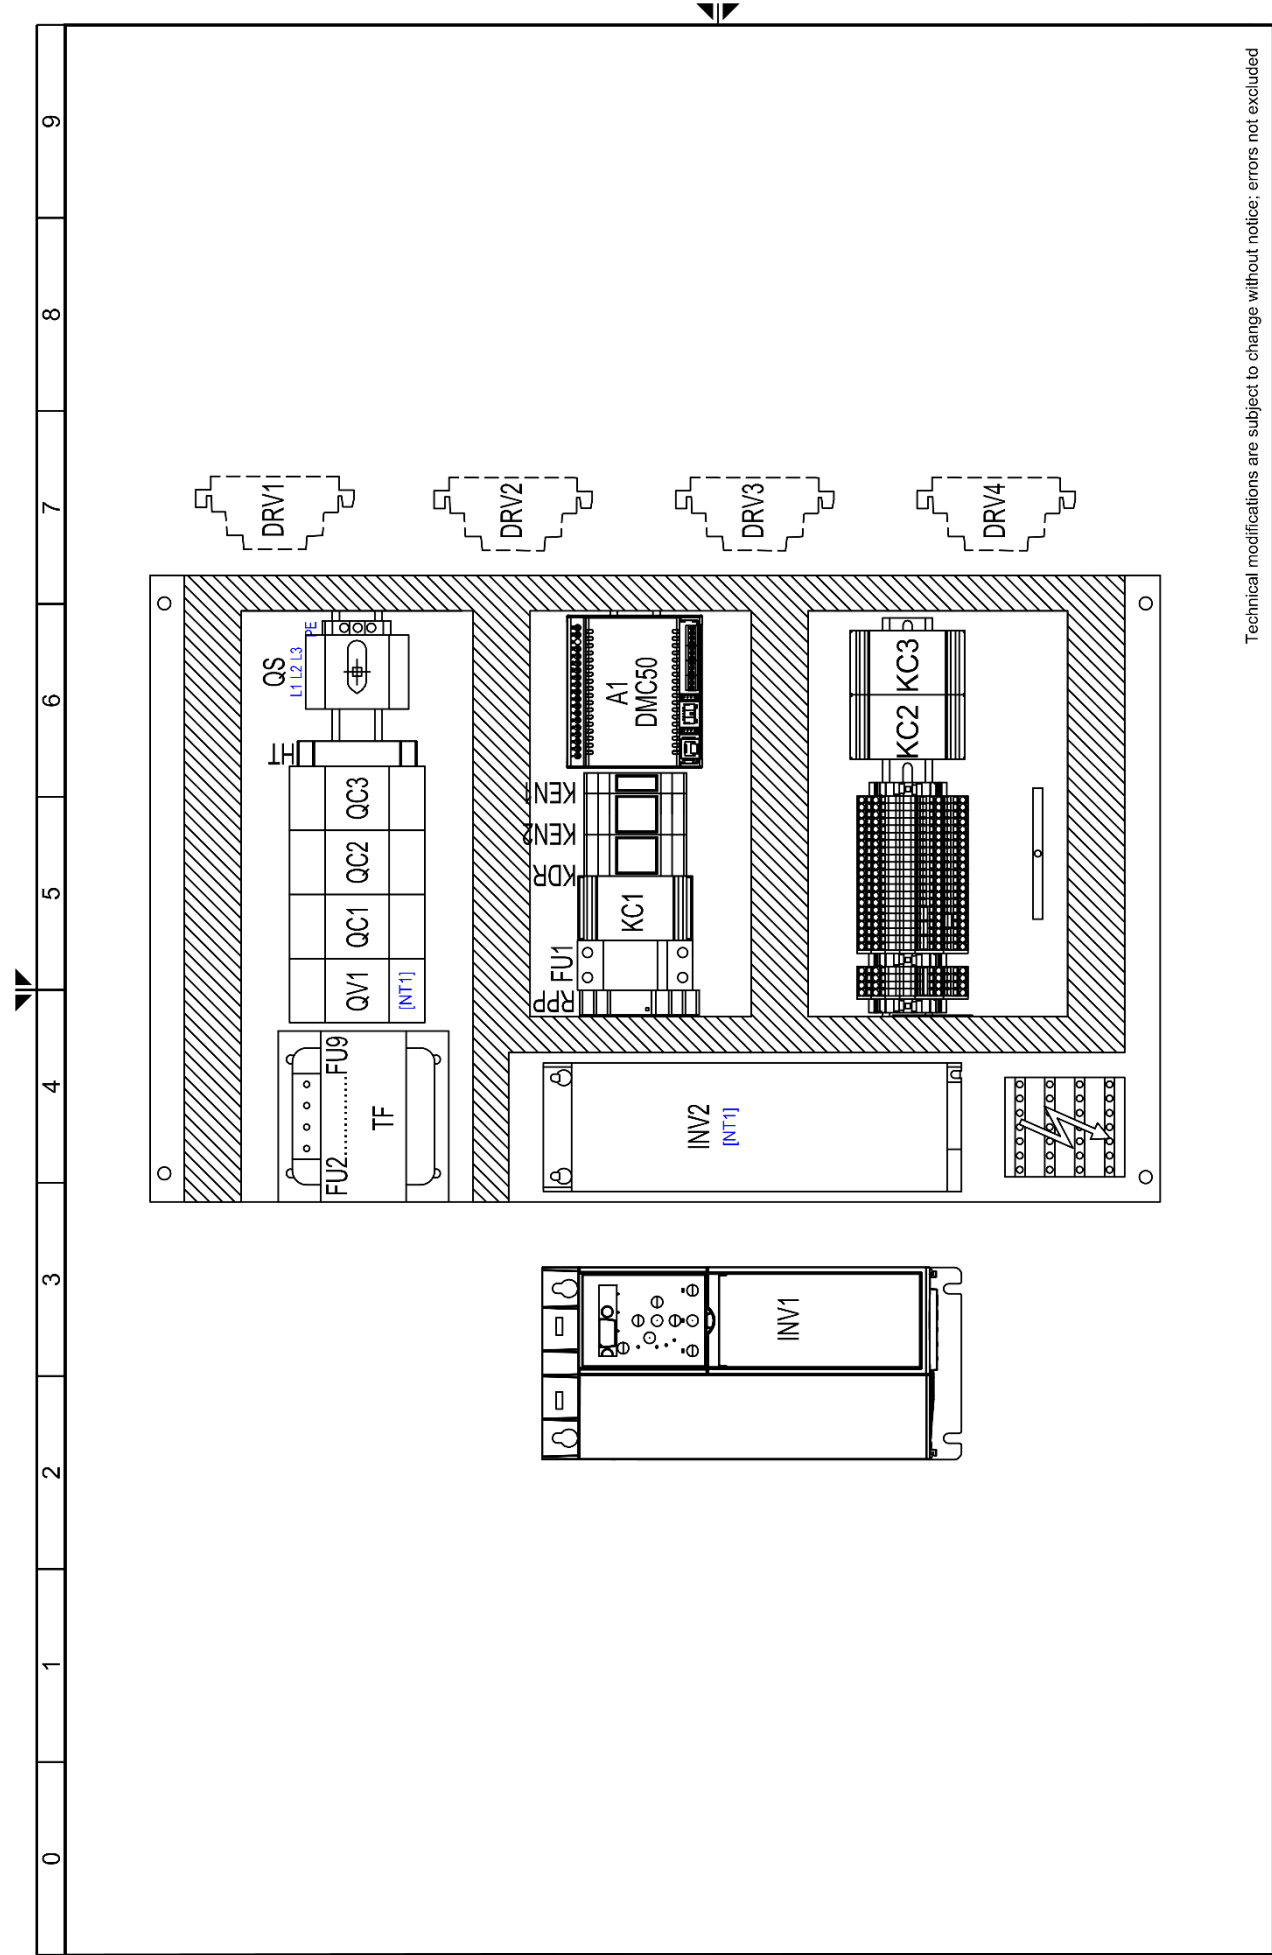 0
1
2
3
4
5
6
7
8
9
FU2..............FU9
TF
QV1
[NT1]
QC1
QC2
QC3
TH
QS
L1 L2 L3
PE
DRV1
RPP
FU1
KC1
KDR
KEN2
KEN1
A1
DMC50
DRV2
DRV3
INV1
INV2
[NT1]
KC2
KC3
DRV4
Technical modifications are subject to change without notice; errors not excluded